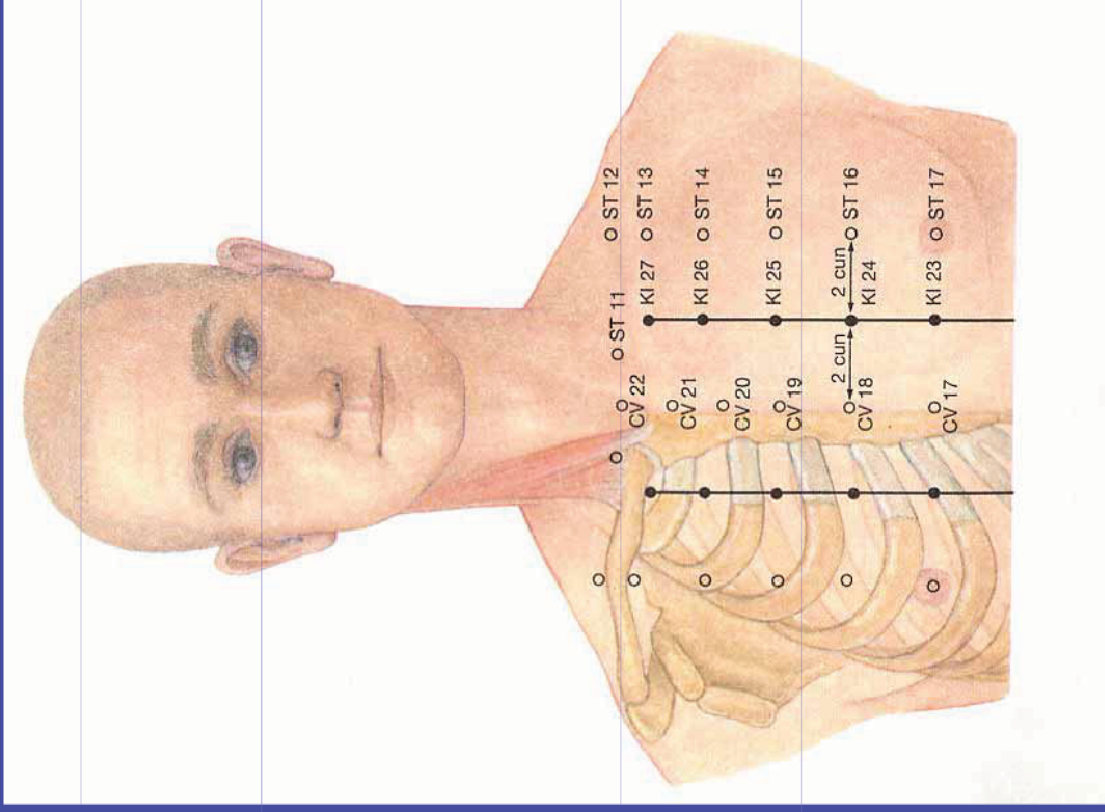 ST 12
ST 13
ST 14
ST 15
ST 16
ST 17
ST 11
KI 27
KI 26
KI 25
2 cun
KI 24
KI 23
2 cun
CV 22
CV 21
CV 20
CV 19
CV 18
CV 17